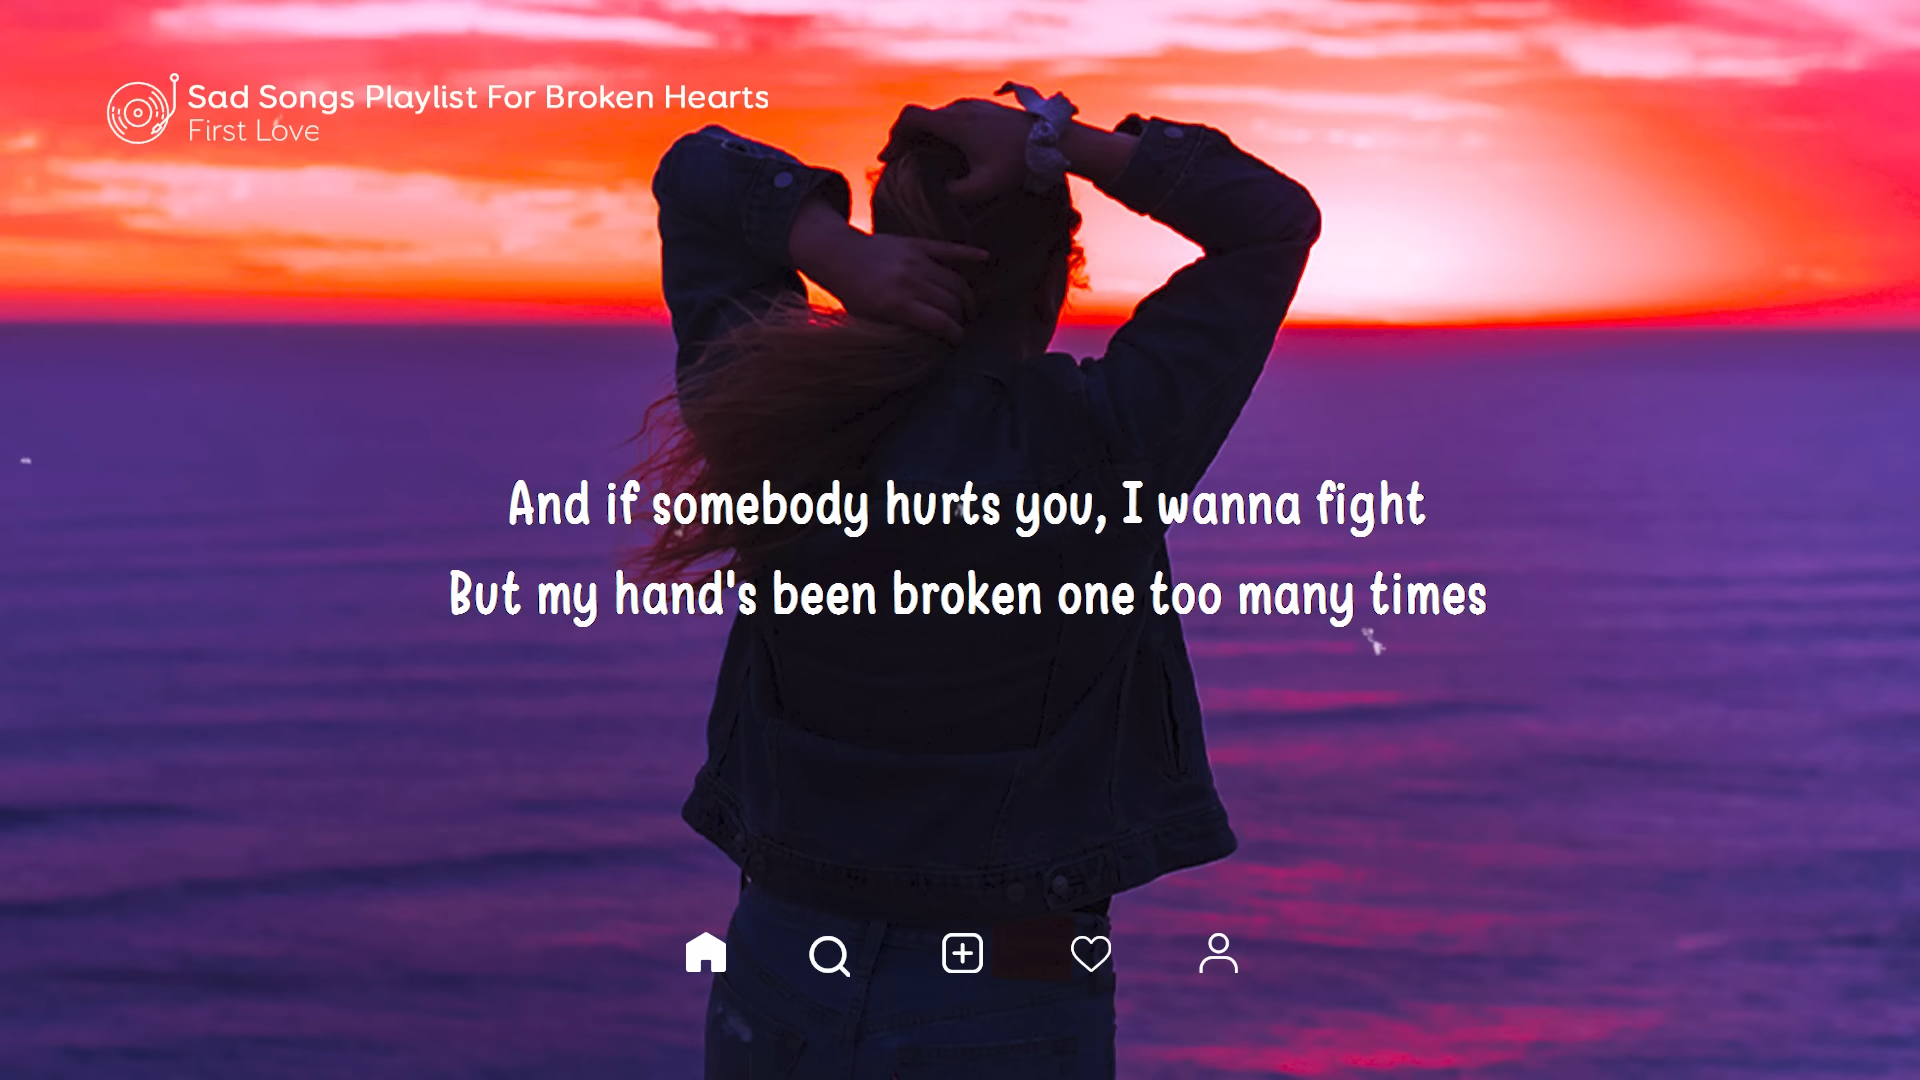 Sad Songs Playlist For Broken Hearts
First Love
And if somebody hurts you, I wanna fight
But my hand's been broken one too many times